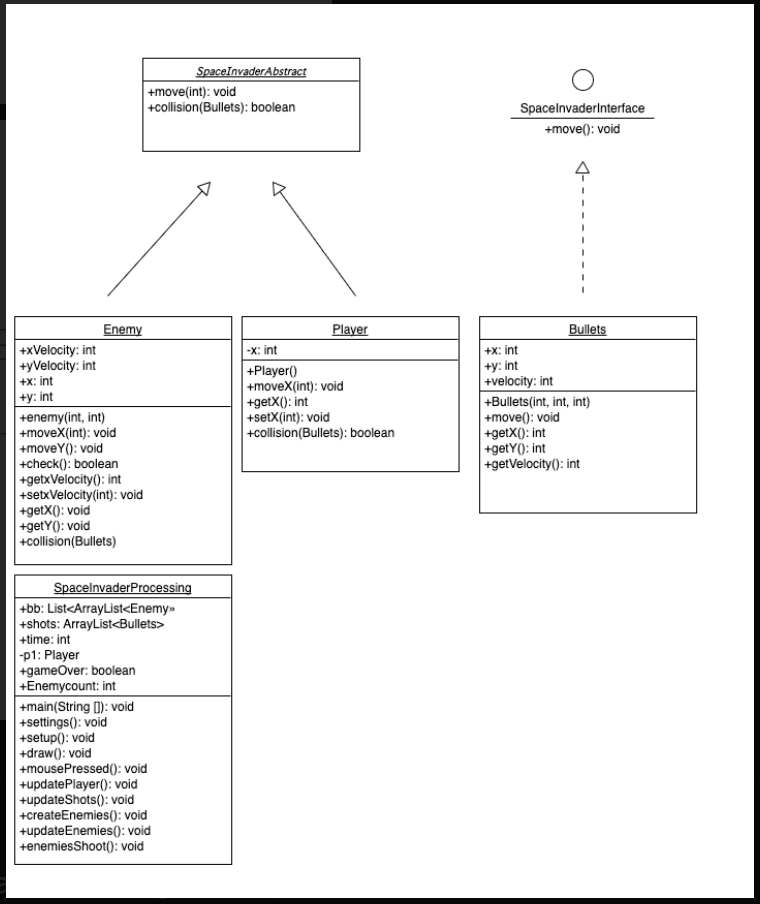 SpaceInvaderAbstract
+move(int): void
+collision(Bullets): boolean
SpaceInvaderInterface
+move(): void
Enemy
+xVelocity: int
+yVelocity: int
+x: int
+y: int
+enemy(int, int)
+moveX(int): void
+moveY(): void
+check(): boolean
+getxVelocity(): int
+setxVelocity(int): void
+getX(): void
+getY(): void
+collision(Bullets)
Player
-x: int
+Player()
+moveX(int): void
+getX(): int
+setX(int): void
+collision(Bullets): boolean
Bullets
+x: int
+y: int
+velocity: int
+Bullets(int, int, int)
+move(): void
+getX(): int
+getY(): int
+getVelocity(): int
SpaceInvaderProcessing
+bb: List<ArrayList<Enemy»
+shots: ArrayList<Bullets>
+time: int
-p1: Player
+gameOver: boolean
+Enemycount: int
+main(String []): void
+settings(): void
+setup(): void
+draw(): void
+mousePressed(): void
+updatePlayer(): void
+updateShots(): void
+createEnemies(): void
+updateEnemies(): void
+enemiesShoot(): void